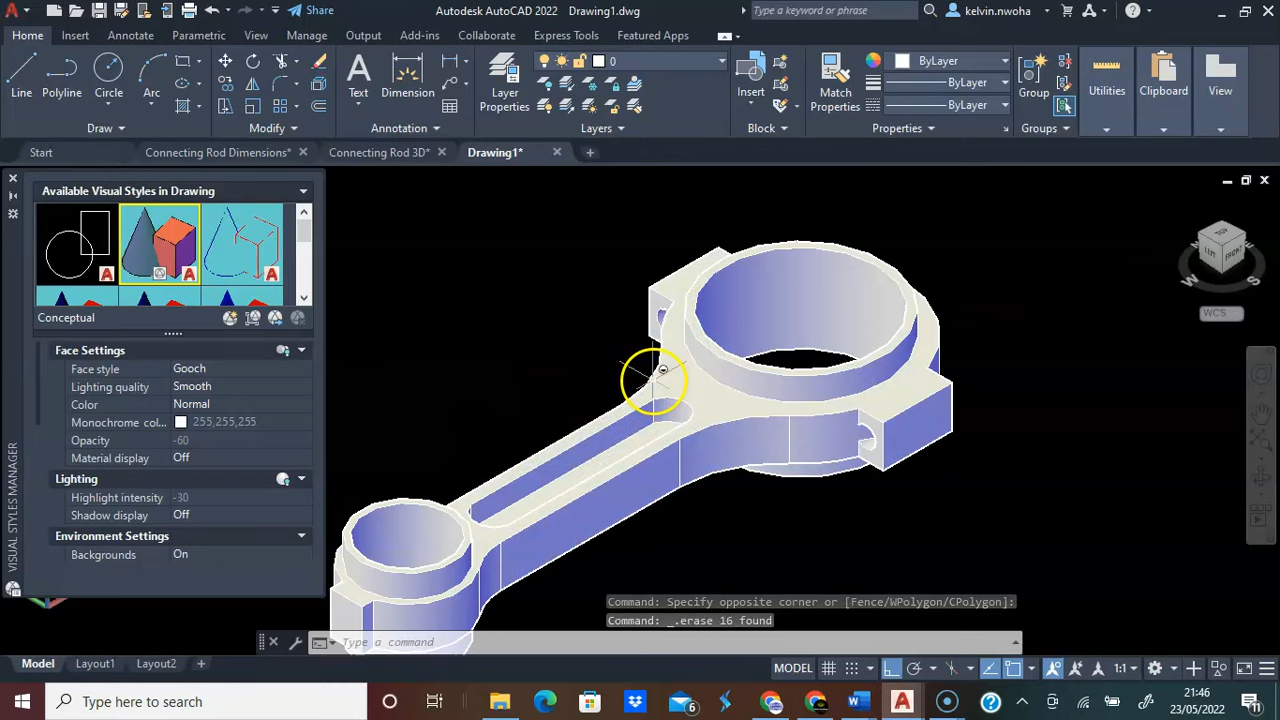 Share
Autodesk AutoCAD 2022 Drawing1.dwg
Type a keyword or phrase
kelvin.nwoha
Home Insert Annotate Parametric View Manage Output Add-ins Collaborate Express Tools Featured Apps
Line Polyline Circle Arc
Text Dimension
Layer Properties
0
Insert
Match Properties
ByLayer
ByLayer
ByLayer
Group
Utilities Clipboard View
Draw Modify Annotation Layers Block Properties Groups
Start Connecting Rod Dimensions* Connecting Rod 3D* Drawing1*
Available Visual Styles in Drawing
Conceptual
Face Settings
Face style Gooch
Lighting quality Smooth
Color Normal
Monochrome col... 255,255,255
Opacity -60
Material display Off
Lighting
Highlight intensity -30
Shadow display Off
Environment Settings
Backgrounds On
VISUAL STYLES MANAGER
TOP
LEFT FRONT
W S
WCS
Command: Specify opposite corner or [Fence/WPolygon/CPolygon]:
Command: _.erase 16 found
Type a command
Model Layout1 Layout2
MODEL
1:1
Type here to search
6
21:46
23/05/2022
11